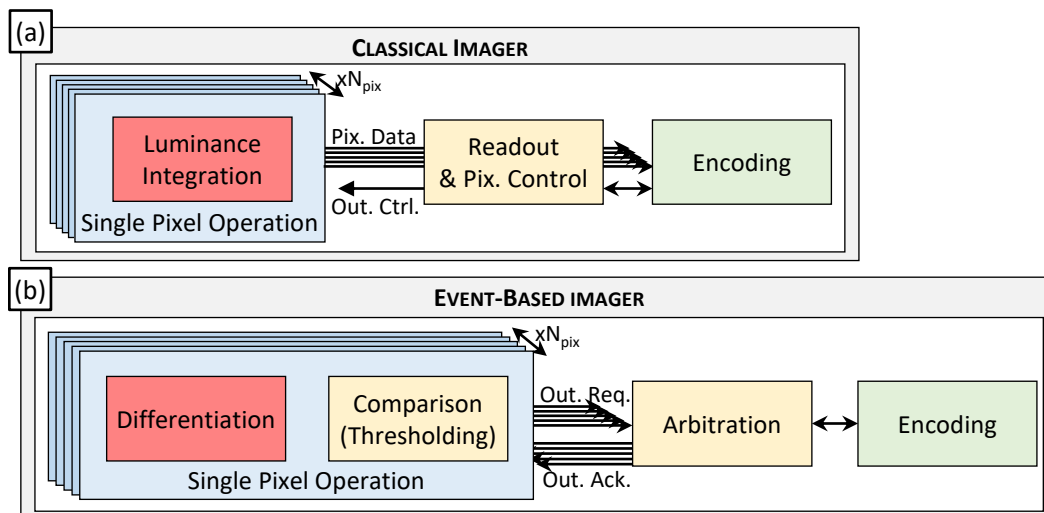 (a)
CLASSICAL IMAGER
xNpix
Luminance
Integration
Single Pixel Operation
Pix. Data
Out. Ctrl.
Readout
& Pix. Control
Encoding
(b)
EVENT-BASED IMAGER
xNpix
Differentiation
Comparison
(Thresholding)
Single Pixel Operation
Out. Req.
Out. Ack.
Arbitration
Encoding